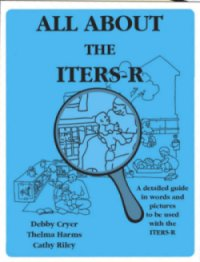 ALL ABOUT
THE
ITERS-R
A detailed guide
in words and
pictures
to be used
with the
ITERS-R
Debby Cryer
Thelma Harms
Cathy Riley